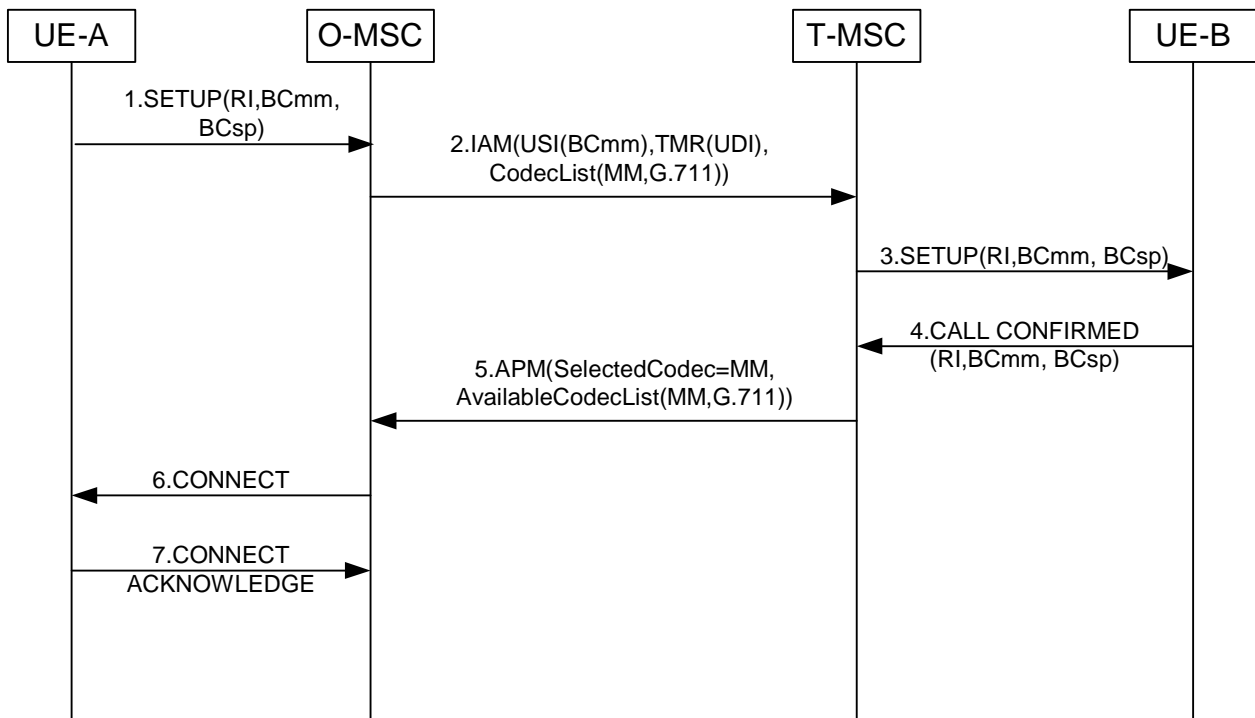 UE-A
O-MSC
T-MSC
UE-B
1.SETUP(RI,BCmm,
BCsp)
2.IAM(USI(BCmm),TMR(UDI),
CodecList(MM,G.711))
3.SETUP(RI,BCmm, BCsp)
4.CALL CONFIRMED
(RI,BCmm, BCsp)
5.APM(SelectedCodec=MM,
AvailableCodecList(MM,G.711))
6.CONNECT
7.CONNECT
ACKNOWLEDGE